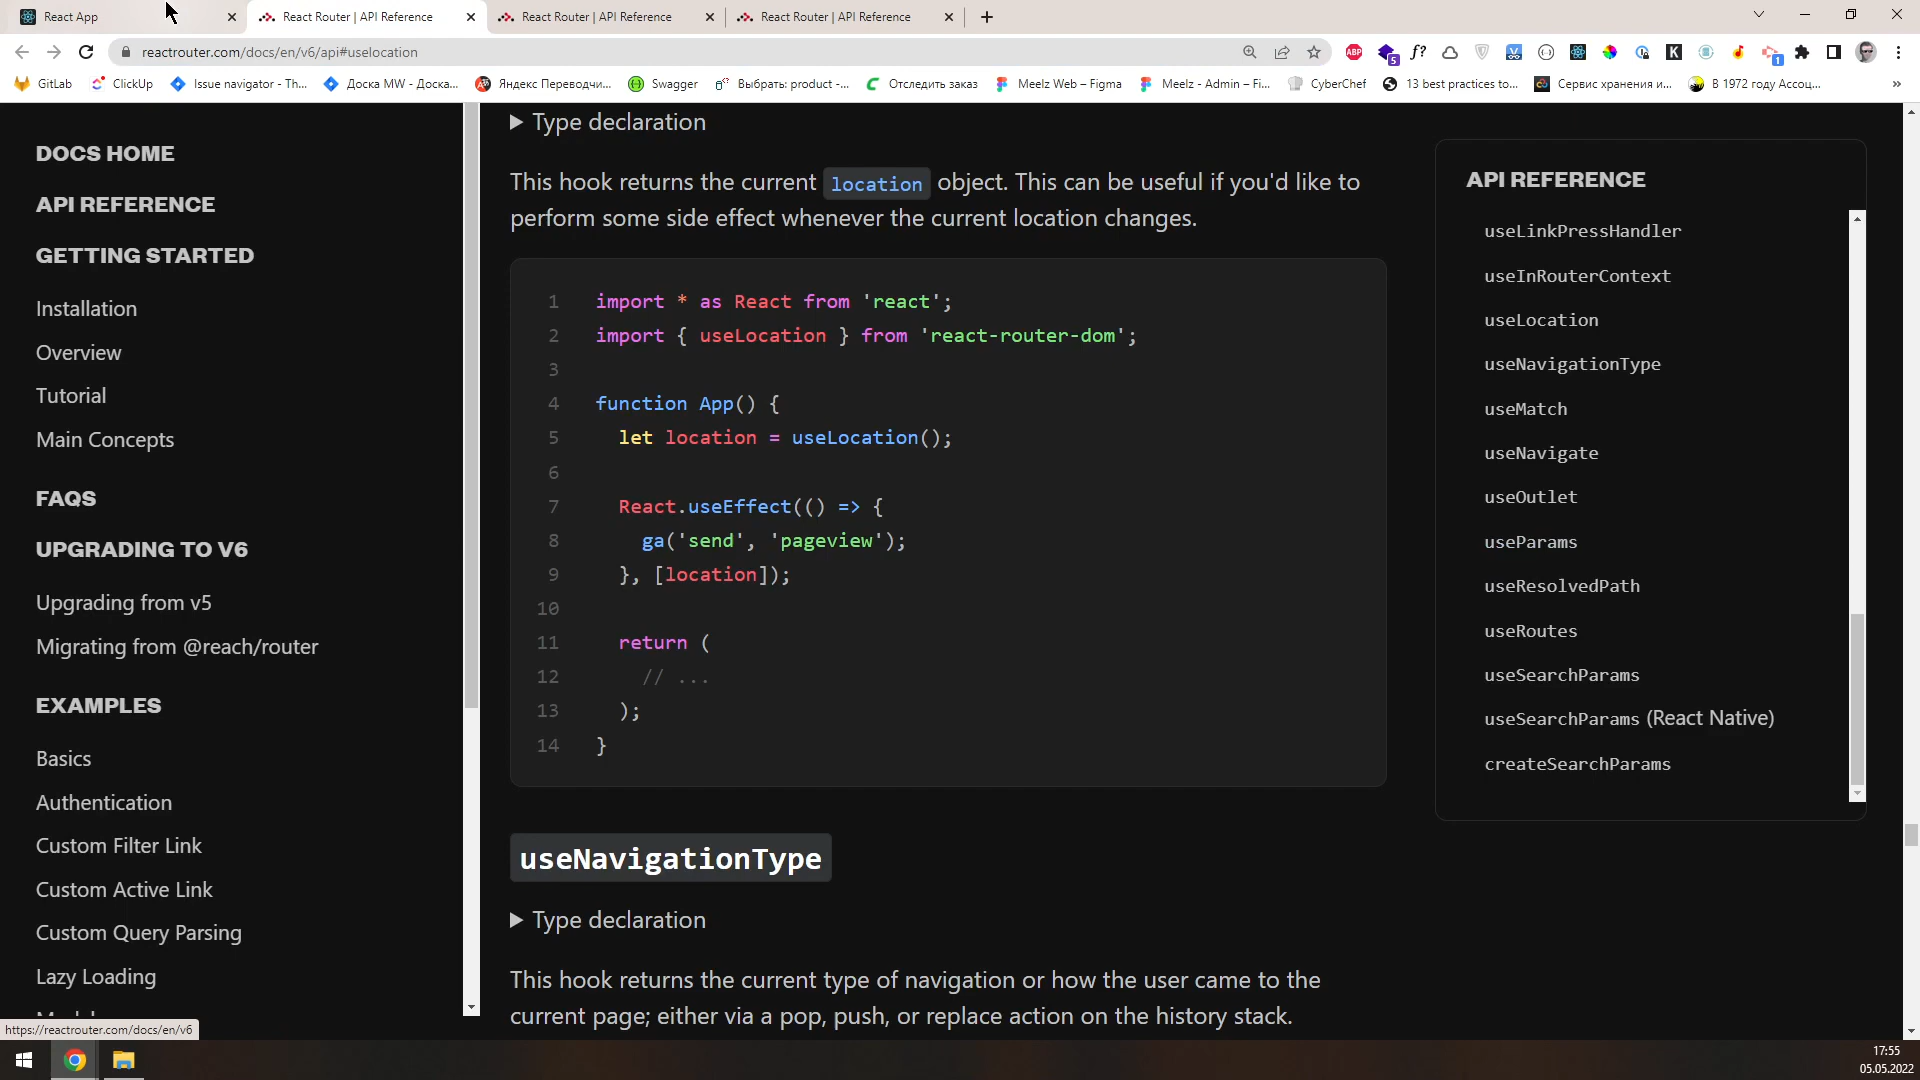 React App
React Router | API Reference
React Router | API Reference
React Router | API Reference
reactrouter.com/docs/en/v6/api#uselocation
GitLab
ClickUp
Issue navigator - Th...
Доска MW - Доска...
Яндекс Переводчи...
Swagger
Выбрать: product -...
Отследить заказ
Meelz Web – Figma
Meelz - Admin – Fi...
CyberChef
13 best practices to...
Сервис хранения и...
В 1972 году Ассоц...
DOCS HOME
API REFERENCE
GETTING STARTED
Installation
Overview
Tutorial
Main Concepts
FAQS
UPGRADING TO V6
Upgrading from v5
Migrating from @reach/router
EXAMPLES
Basics
Authentication
Custom Filter Link
Custom Active Link
Custom Query Parsing
Lazy Loading
https://reactrouter.com/docs/en/v6
Type declaration
This hook returns the current location object. This can be useful if you'd like to
perform some side effect whenever the current location changes.
1 import * as React from 'react';
2 import { useLocation } from 'react-router-dom';
3
4 function App() {
5 let location = useLocation();
6
7 React.useEffect(() => {
8 ga('send', 'pageview');
9 }, [location]);
10
11 return (
12 // ...
13 );
14 }
useNavigationType
Type declaration
This hook returns the current type of navigation or how the user came to the
current page; either via a pop, push, or replace action on the history stack.
API REFERENCE
useLinkPressHandler
useInRouterContext
useLocation
useNavigationType
useMatch
useNavigate
useOutlet
useParams
useResolvedPath
useRoutes
useSearchParams
useSearchParams (React Native)
createSearchParams
17:55
05.05.2022